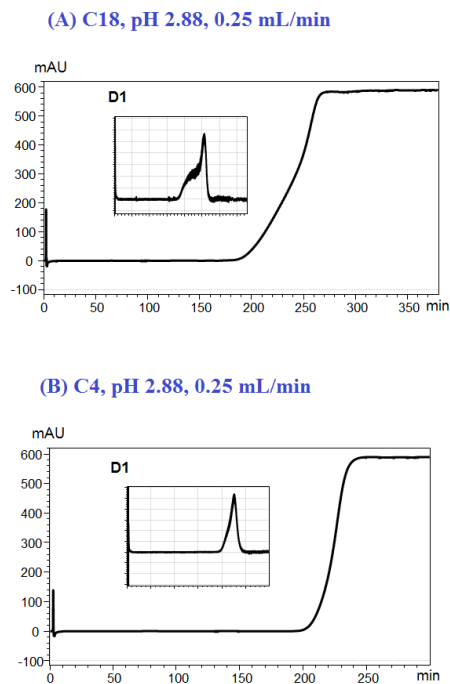 (A) C18, pH 2.88, 0.25 mL/min
mAU
600
D1
500
400
300
200
100
0
-100
0 50 100 150 200 250 300 350 min
(B) C4, pH 2.88, 0.25 mL/min
mAU
600
D1
500
400
300
200
100
0
-100
0 50 100 150 200 250 min